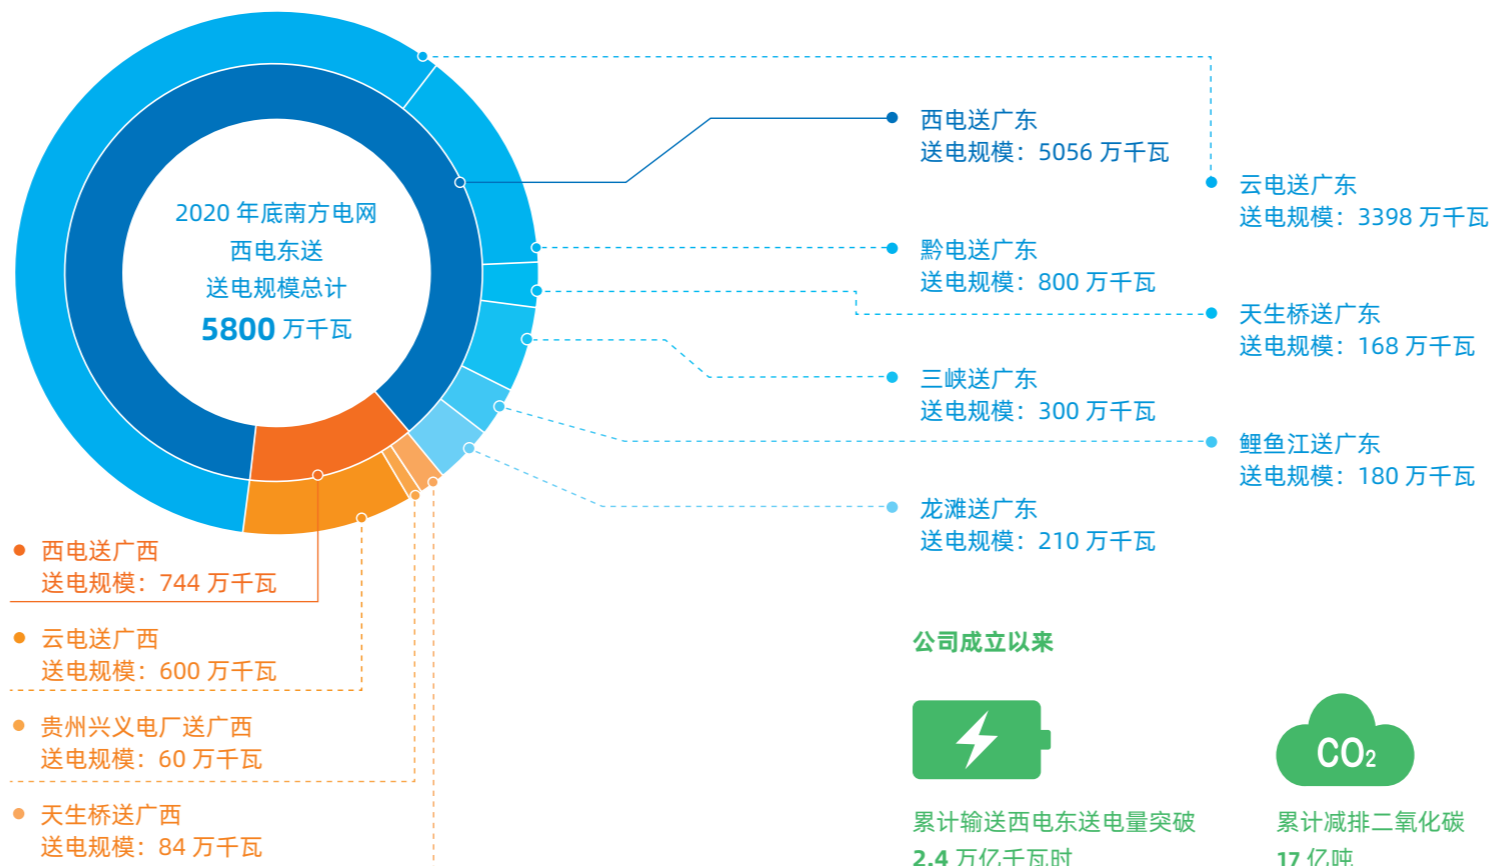 2020 年底南方电网
西电东送
送电规模总计
5800 万千瓦
西电送广东
送电规模：5056 万千瓦
云电送广东
送电规模：3398 万千瓦
黔电送广东
送电规模：800 万千瓦
天生桥送广东
送电规模：168 万千瓦
三峡送广东
送电规模：300 万千瓦
鲤鱼江送广东
送电规模：180 万千瓦
龙滩送广东
送电规模：210 万千瓦
西电送广西
送电规模：744 万千瓦
云电送广西
送电规模：600 万千瓦
贵州兴义电厂送广西
送电规模：60 万千瓦
天生桥送广西
送电规模：84 万千瓦
公司成立以来
CO₂
累计输送西电东送电量突破
2.4 万亿千瓦时
累计减排二氧化碳
17 亿吨